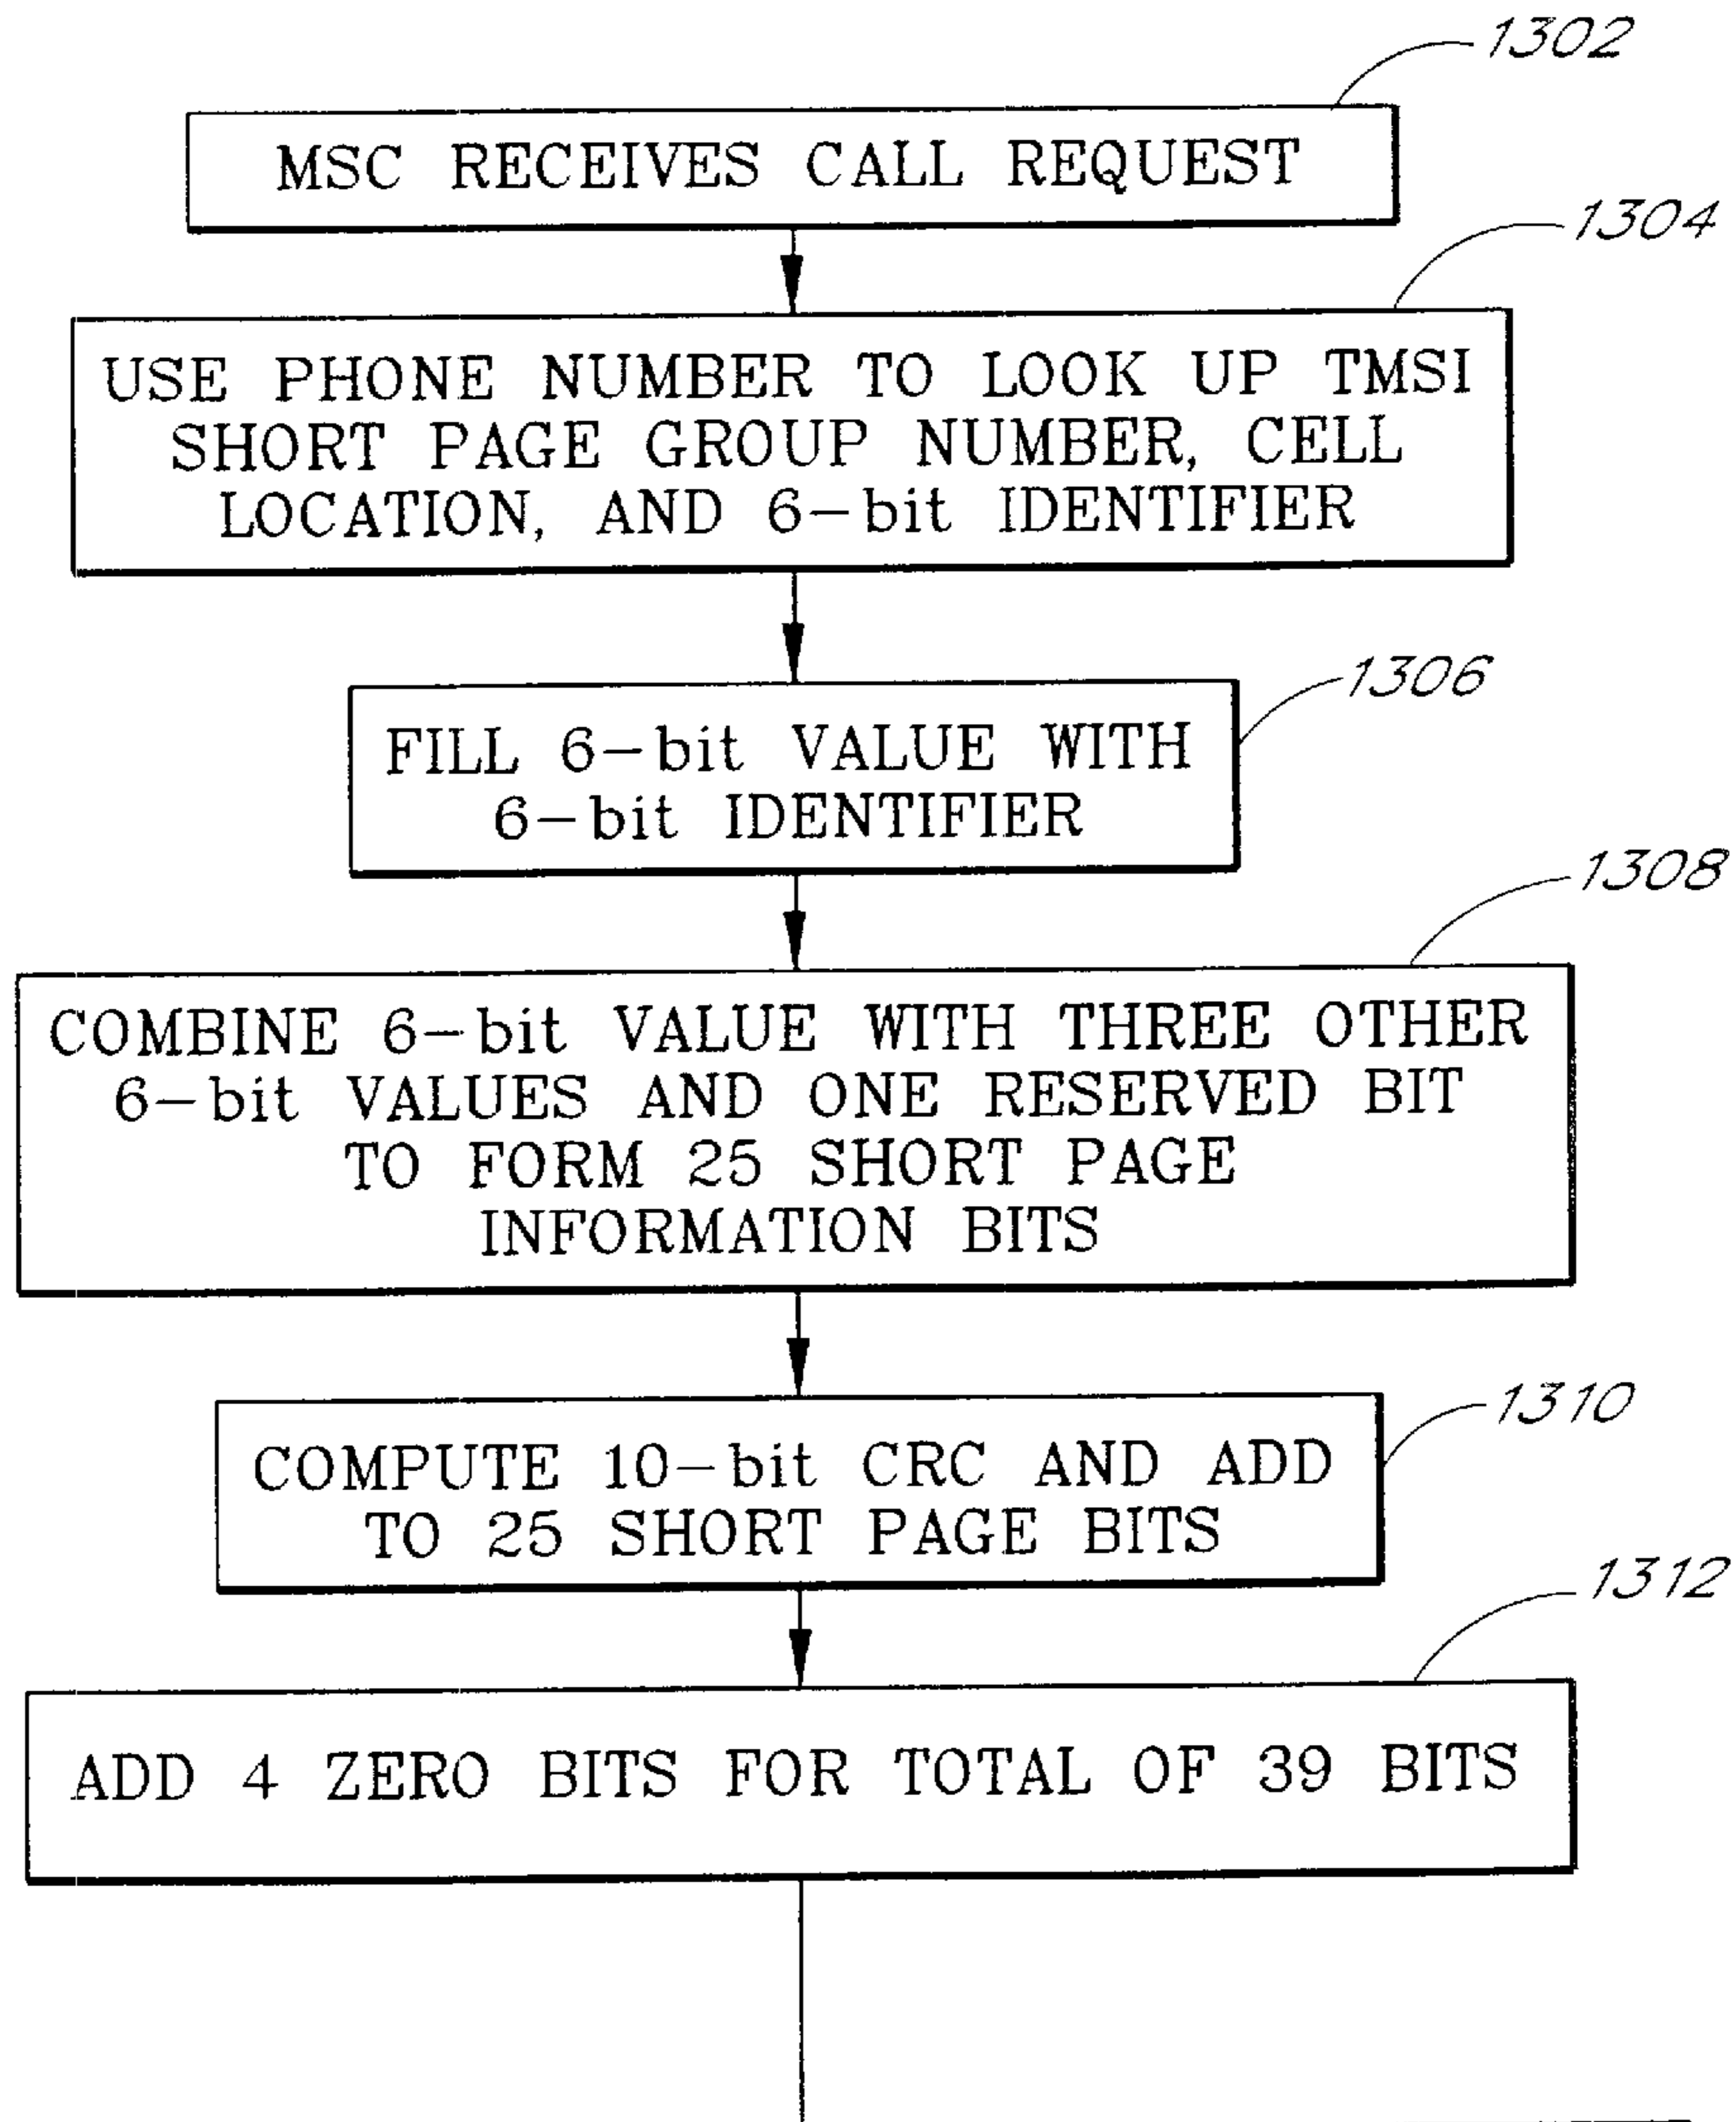 1302
MSC RECEIVES CALL REQUEST
1304
USE PHONE NUMBER TO LOOK UP TMSI
SHORT PAGE GROUP NUMBER, CELL
LOCATION, AND 6-bit IDENTIFIER
1306
FILL 6-bit VALUE WITH
6-bit IDENTIFIER
1308
COMBINE 6-bit VALUE WITH THREE OTHER
6-bit VALUES AND ONE RESERVED BIT
TO FORM 25 SHORT PAGE
INFORMATION BITS
1310
COMPUTE 10-bit CRC AND ADD
TO 25 SHORT PAGE BITS
1312
ADD 4 ZERO BITS FOR TOTAL OF 39 BITS